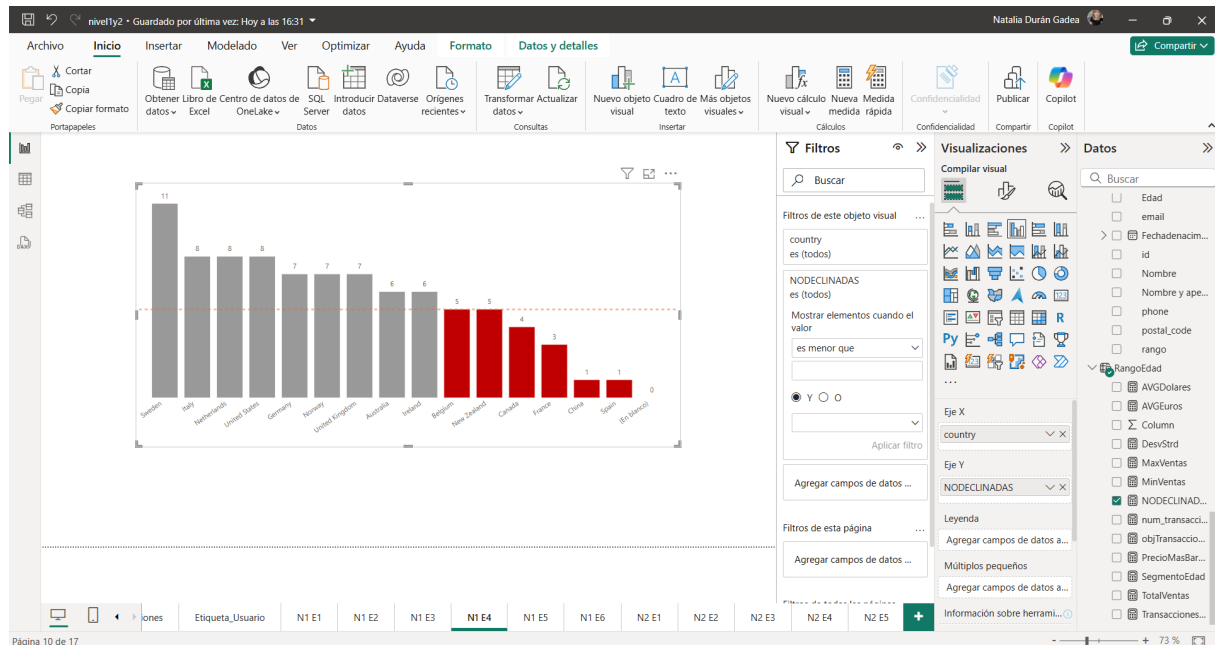 nivel1y2 • Guardado por última vez: Hoy a las 16:31
Natalia Durán Gadea
Archivo Inicio Insertar Modelado Ver Optimizar Ayuda Formato Datos y detalles
Compartir
Pegar
Cortar
Copia
Copiar formato
Portapapeles
Obtener datos
Libro de Excel
Centro de datos de OneLake
SQL Server
Introducir datos
Dataverse
Orígenes recientes
Datos
Transformar datos
Actualizar
Consultas
Nuevo objeto visual
Cuadro de texto
Más objetos visuales
Insertar
Nuevo cálculo visual
Nueva medida
Medida rápida
Cálculos
Confidencialidad
Confidencialidad
Publicar
Compartir
Copilot
Copilot
11
8 8 8
7 7 7
6 6
5 5
4
3
1 1
0
Sweden
Italy
Netherlands
United States
Germany
Norway
United Kingdom
Australia
Ireland
Belgium
New Zealand
Canada
France
China
Spain
(En blanco)
Filtros
Buscar
Filtros de este objeto visual ...
country
es (todos)
NODECLINADAS
es (todos)
Mostrar elementos cuando el
valor
es menor que
Y O
Aplicar filtro
Agregar campos de datos ...
Filtros de esta página ...
Agregar campos de datos ...
Visualizaciones
Compilar visual
R
Py
123
...
Eje X
country
Eje Y
NODECLINADAS
Leyenda
Agregar campos de datos a...
Múltiplos pequeños
Agregar campos de datos a...
Información sobre herrami...
Datos
Buscar
Edad
email
Fechadenacim...
id
Nombre
Nombre y ape...
phone
postal_code
rango
RangoEdad
AVGDolares
AVGEuros
Column
DesvStrd
MaxVentas
MinVentas
NODECLINAD...
num_transacci...
objTransaccio...
PrecioMasBar...
SegmentoEdad
TotalVentas
Transacciones...
iones Etiqueta_Usuario N1 E1 N1 E2 N1 E3 N1 E4 N1 E5 N1 E6 N2 E1 N2 E2 N2 E3 N2 E4 N2 E5 +
Página 10 de 17
- + 73 %